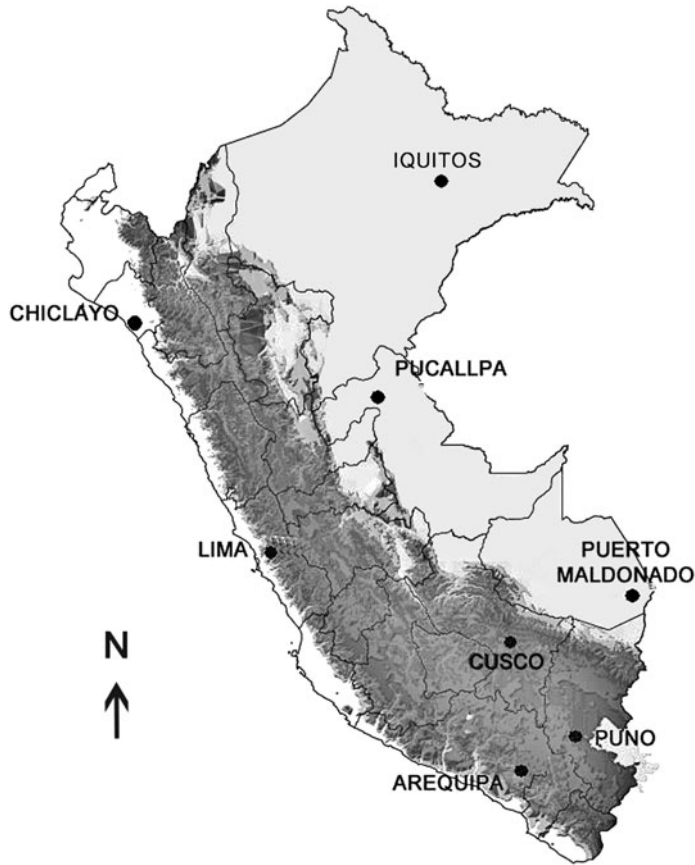 IQUITOS
CHICLAYO
PUCALLPA
LIMA
PUERTO
MALDONADO
N
CUSCO
PUNO
AREQUIPA